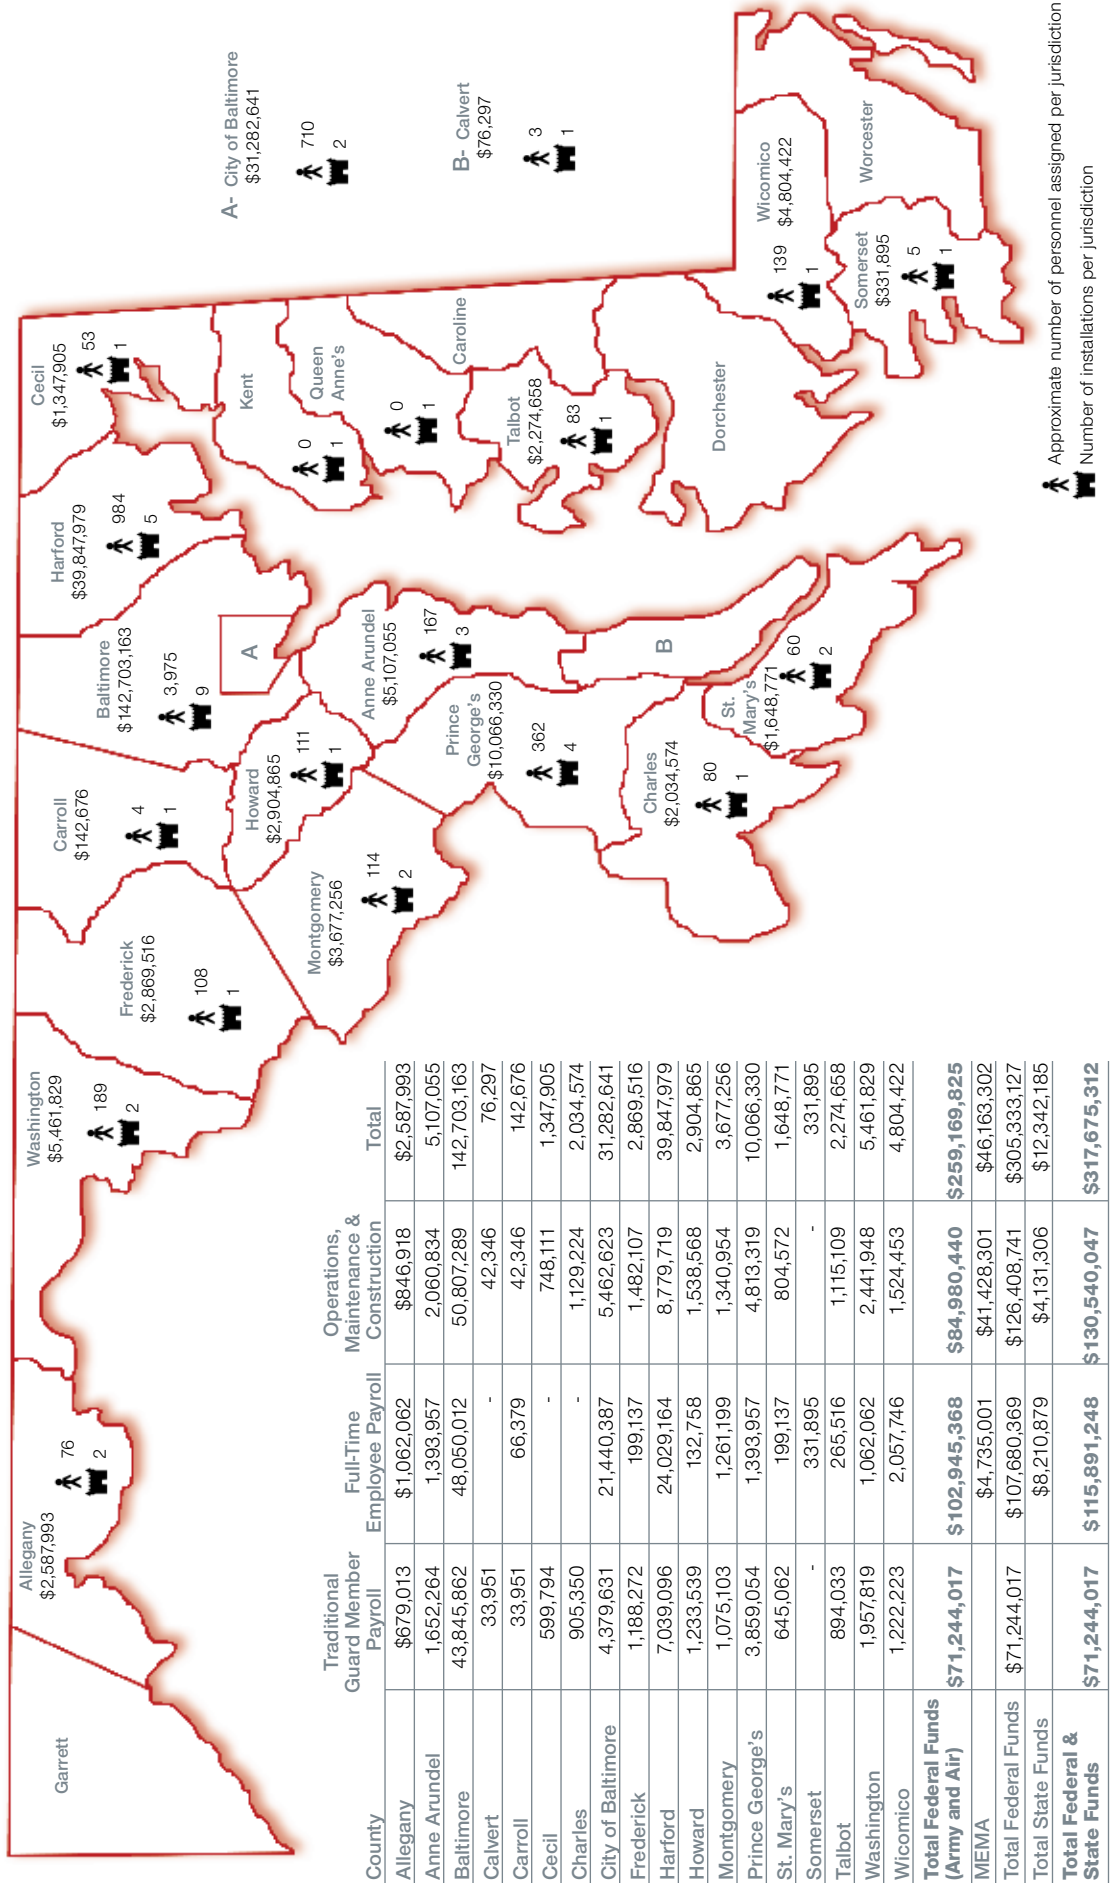 Garrett
Allegany
$2,587,993
76
2
Washington
$5,461,829
189
2
Frederick
$2,869,516
108
1
Carroll
$142,676
4
1
Baltimore
$142,703,163
3,975
9
Harford
$39,847,979
984
5
Cecil
$1,347,905
53
1
A- City of Baltimore
$31,282,641
710
2
B- Calvert
$76,297
3
1
Montgomery
$3,677,256
114
2
Howard
$2,904,865
111
1
A
Kent
0
1
Queen
Anne's
0
1
Caroline
Anne Arundel
$5,107,055
167
3
Talbot
$2,274,658
83
1
Prince
George's
$10,066,330
362
4
B
Dorchester
Charles
$2,034,574
80
1
St.
Mary's
$1,648,771
60
2
Wicomico
$4,804,422
139
1
Somerset
$331,895
5
1
Worcester
Approximate number of personnel assigned per jurisdiction
Number of installations per jurisdiction
County Traditional Guard Member Payroll Full-Time Employee Payroll Operations, Maintenance & Construction Total
Allegany $679,013 $1,062,062 $846,918 $2,587,993
Anne Arundel 1,652,264 1,393,957 2,060,834 5,107,055
Baltimore 43,845,862 48,050,012 50,807,289 142,703,163
Calvert 33,951 - 42,346 76,297
Carroll 33,951 66,379 42,346 142,676
Cecil 599,794 - 748,111 1,347,905
Charles 905,350 - 1,129,224 2,034,574
City of Baltimore 4,379,631 21,440,387 5,462,623 31,282,641
Frederick 1,188,272 199,137 1,482,107 2,869,516
Harford 7,039,096 24,029,164 8,779,719 39,847,979
Howard 1,233,539 132,758 1,538,568 2,904,865
Montgomery 1,075,103 1,261,199 1,340,954 3,677,256
Prince George's 3,859,054 1,393,957 4,813,319 10,066,330
St. Mary's 645,062 199,137 804,572 1,648,771
Somerset - 331,895 - 331,895
Talbot 894,033 265,516 1,115,109 2,274,658
Washington 1,957,819 1,062,062 2,441,948 5,461,829
Wicomico 1,222,223 2,057,746 1,524,453 4,804,422
Total Federal Funds
(Army and Air) $71,244,017 $102,945,368 $84,980,440 $259,169,825
MEMA $4,735,001 $41,428,301 $46,163,302
Total Federal Funds $71,244,017 $107,680,369 $126,408,741 $305,333,127
Total State Funds $8,210,879 $4,131,306 $12,342,185
Total Federal &
State Funds $71,244,017 $115,891,248 $130,540,047 $317,675,312